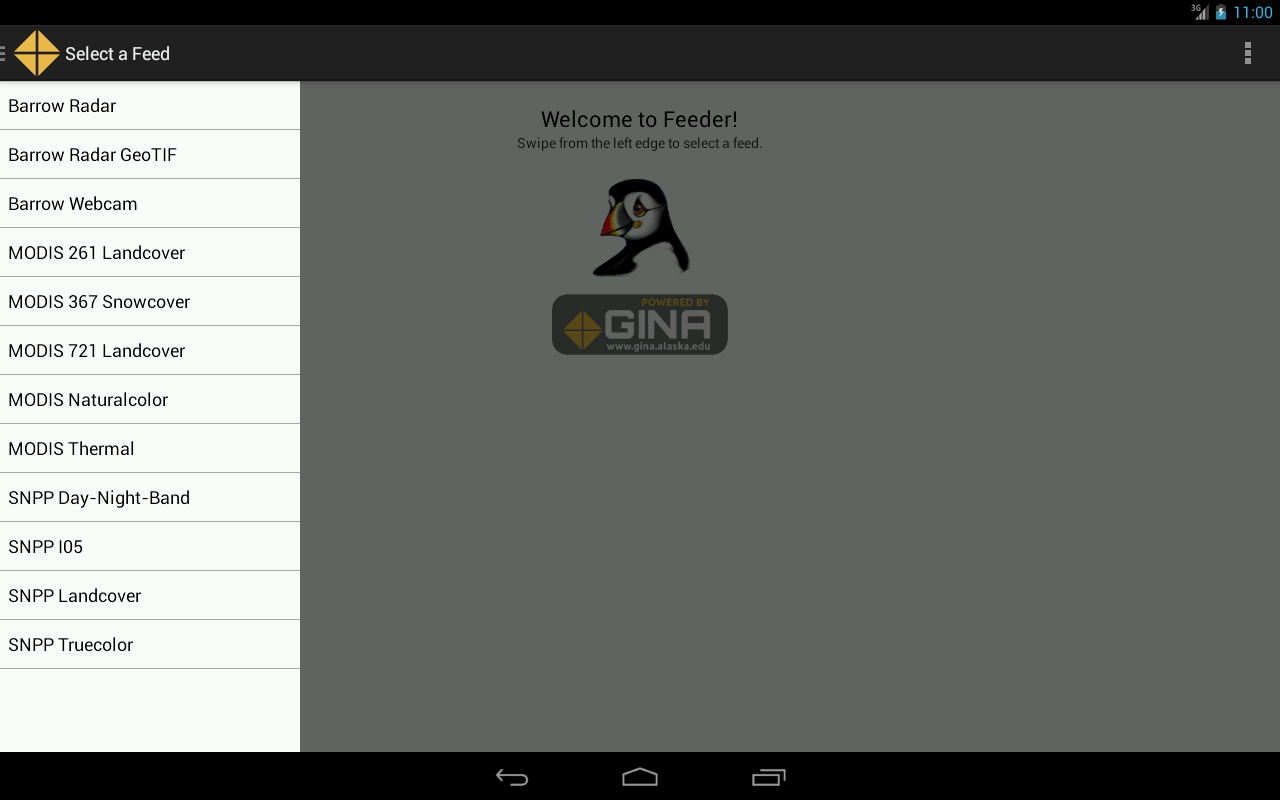 3G 11:00
Select a Feed
Barrow Radar
Barrow Radar GeoTIF
Barrow Webcam
MODIS 261 Landcover
MODIS 367 Snowcover
MODIS 721 Landcover
MODIS Naturalcolor
MODIS Thermal
SNPP Day-Night-Band
SNPP I05
SNPP Landcover
SNPP Truecolor
Welcome to Feeder!
Swipe from the left edge to select a feed.
POWERED BY
GINA
www.gina.alaska.edu